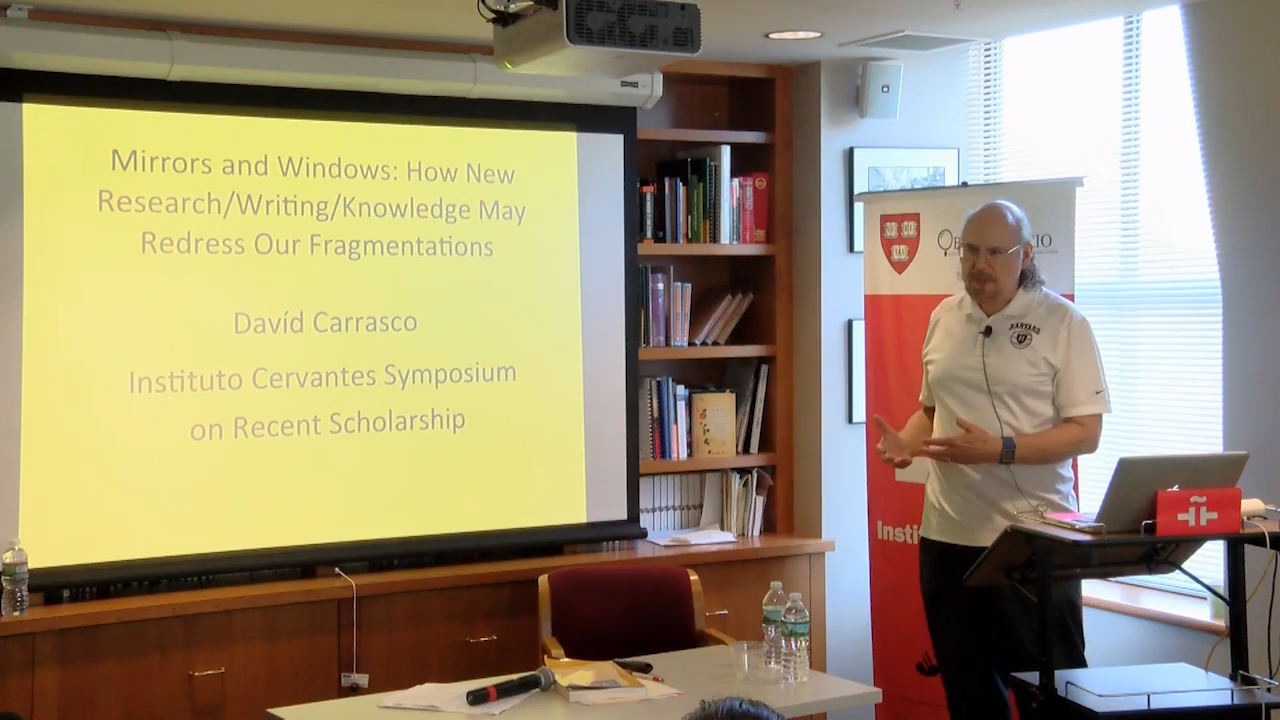 Mirrors and Windows: How New
Research/Writing/Knowledge May
Redress Our Fragmentations
Davíd Carrasco
Instituto Cervantes Symposium
on Recent Scholarship
HARVARD
Insti